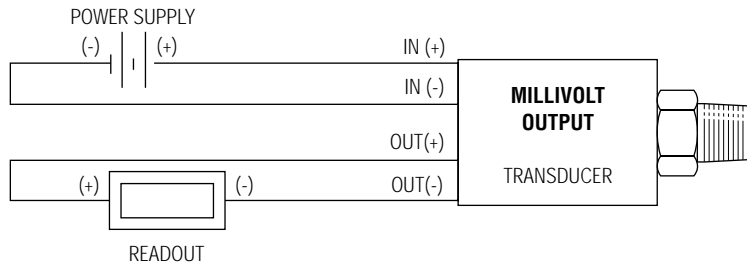 POWER SUPPLY
(-) (+) IN (+)
IN (-)
MILLIVOLT
OUTPUT
OUT(+)
TRANSDUCER
(+) (-) OUT(-)
READOUT